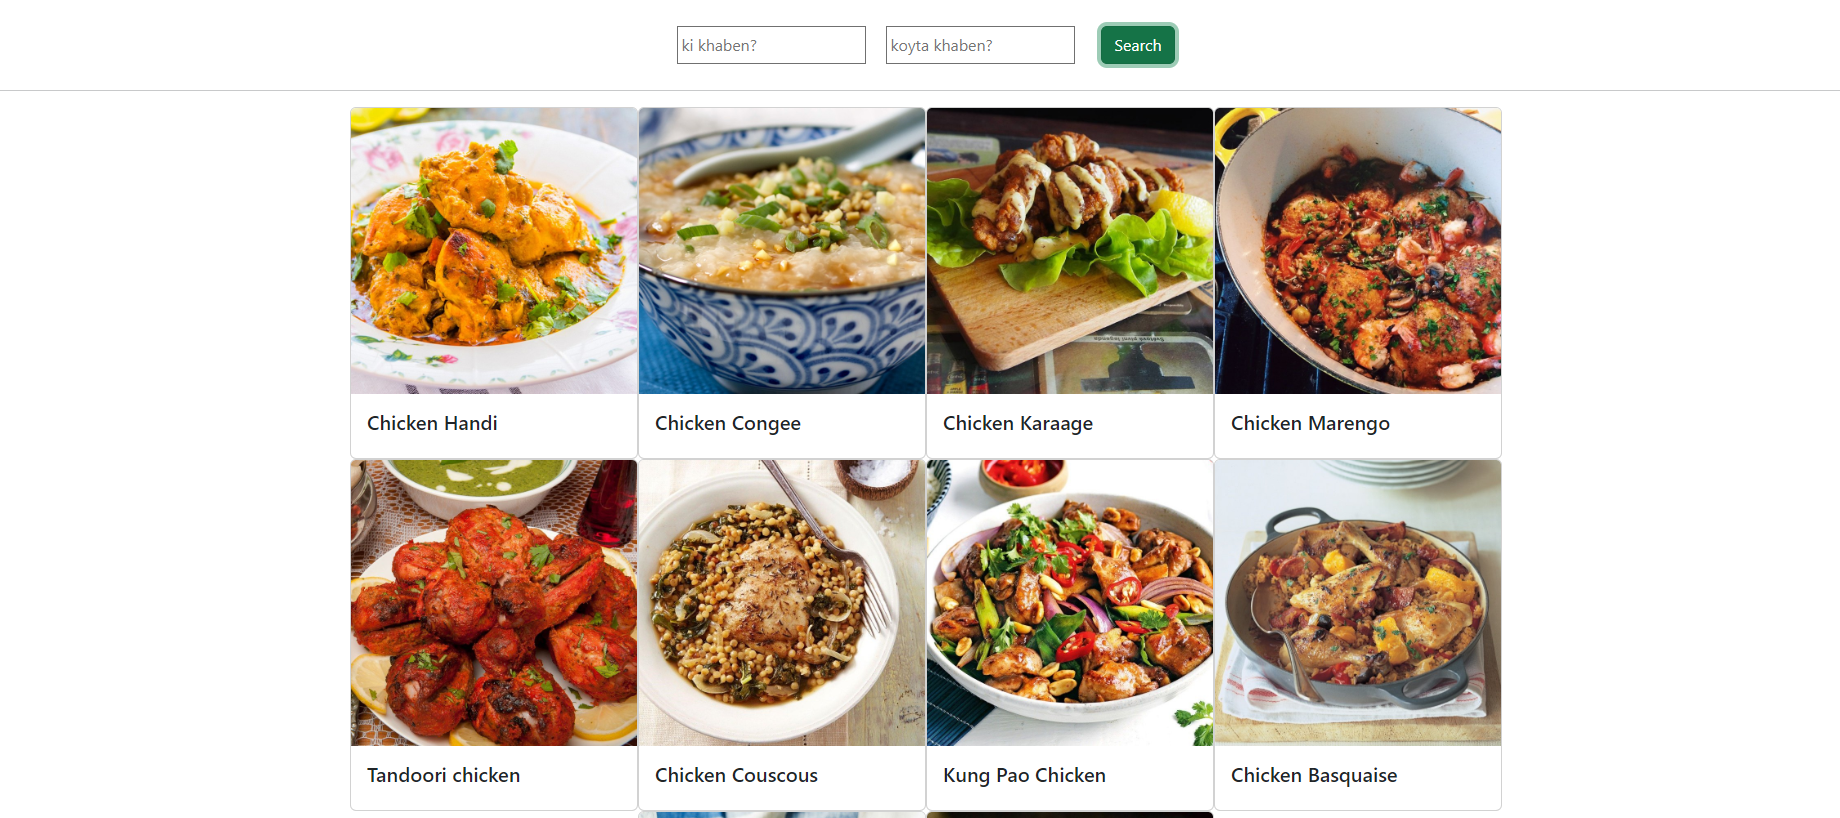 ki khaben?
koyta khaben?
Search
Chicken Handi
Chicken Congee
Chicken Karaage
Chicken Marengo
Tandoori chicken
Chicken Couscous
Kung Pao Chicken
Chicken Basquaise